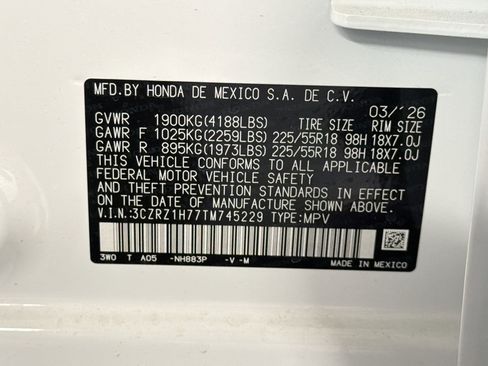 MFD.BY HONDA DE MEXICO S.A. DE C.V.
03/'26
GVWR 1900KG(4188LBS) TIRE SIZE RIM SIZE
GAWR F 1025KG(2259LBS) 225/55R18 98H 18X7.0J
GAWR R 895KG(1973LBS) 225/55R18 98H 18X7.0J
THIS VEHICLE CONFORMS TO ALL APPLICABLE
FEDERAL MOTOR VEHICLE SAFETY
AND THEFT PREVENTION STANDARDS IN EFFECT
ON THE DATE OF MANUFACTURE SHOWN ABOVE.
V.I.N:3CZRZ1H77TM745229 TYPE:MPV
3W0 T A05 -NH883P -V -M MADE IN MEXICO